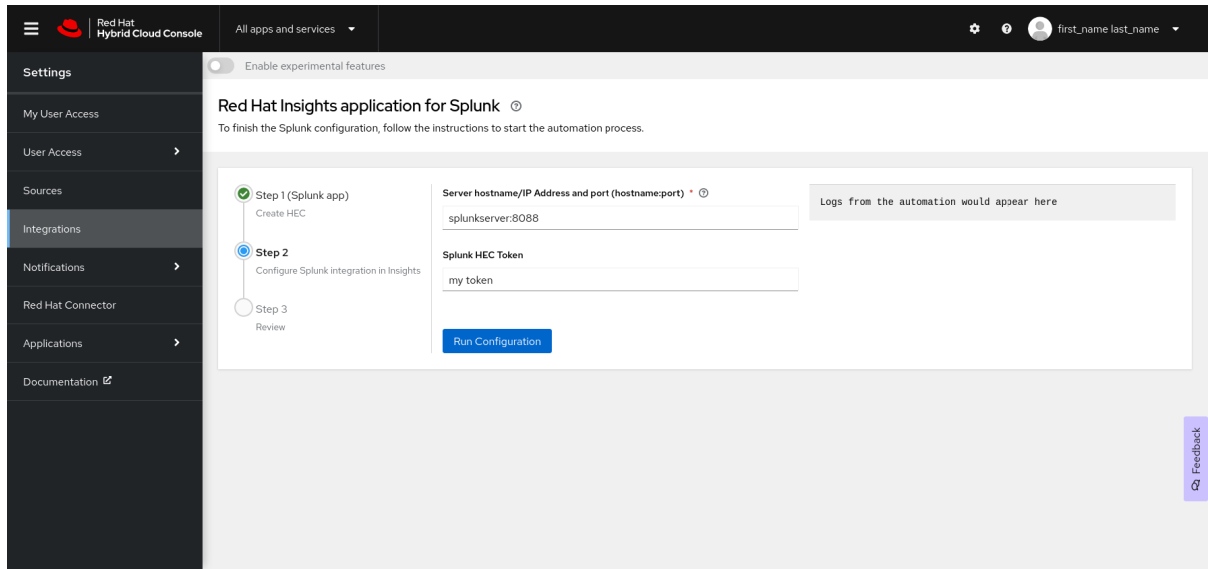 Red Hat
Hybrid Cloud Console
All apps and services
first_name last_name
Settings
My User Access
User Access
Sources
Integrations
Notifications
Red Hat Connector
Applications
Documentation
Enable experimental features
Red Hat Insights application for Splunk
To finish the Splunk configuration, follow the instructions to start the automation process.
Step 1 (Splunk app)
Create HEC
Step 2
Configure Splunk integration in Insights
Step 3
Review
Server hostname/IP Address and port (hostname:port) *
splunkserver:8088
Splunk HEC Token
my token
Run Configuration
Logs from the automation would appear here
Feedback